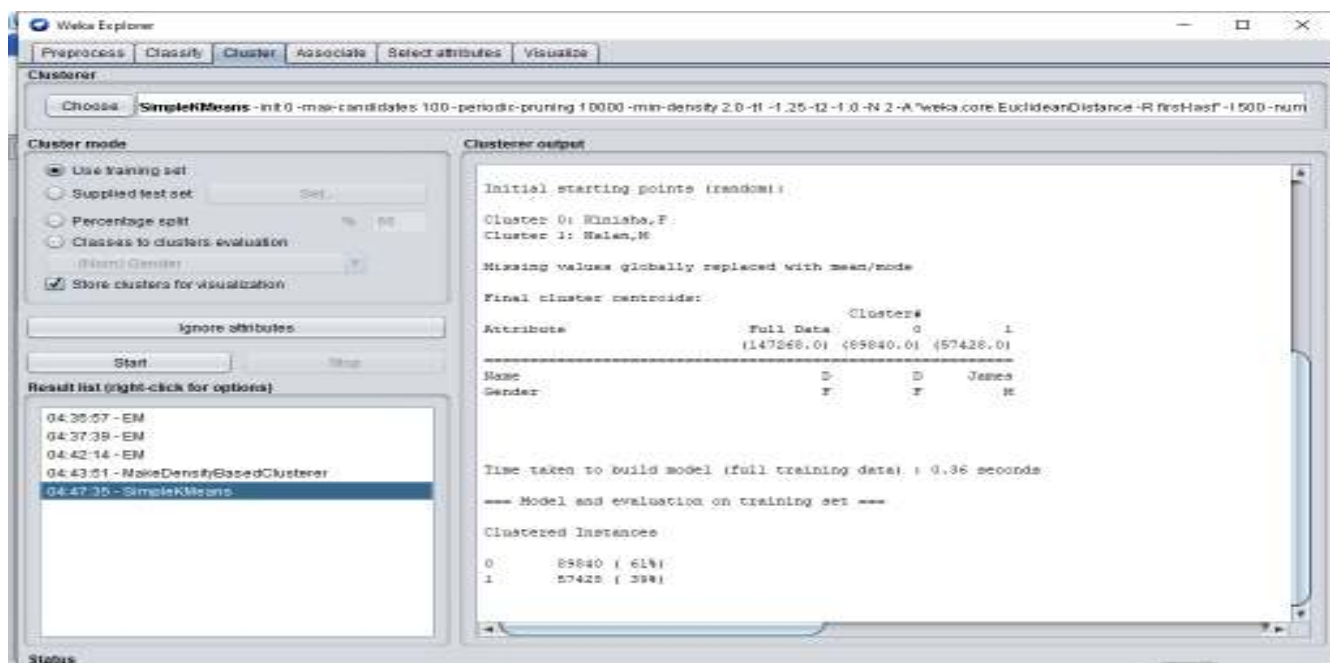 Weka Explorer
Preprocess Classify Cluster Associate Select attributes Visualize
Clusterer
Choose SimpleKMeans -init 0 -max-candidates 100 -periodic-pruning 10000 -min-density 2.0 -t1 -1.25 -t2 -1.0 -N 2 -A "weka.core.EuclideanDistance -R first-last" -I 500 -num
Cluster mode
Use training set
Supplied test set Set...
Percentage split %
Classes to clusters evaluation
(Nom) Gender
Store clusters for visualization
Ignore attributes
Start Stop
Result list (right-click for options)
04:35:57 - EM
04:37:39 - EM
04:42:14 - EM
04:43:51 - MakeDensityBasedClusterer
04:47:35 - SimpleKMeans
Clusterer output
Initial starting points (random):
Cluster 0: F
Cluster 1: M
Missing values globally replaced with mean/mode
Final cluster centroids:
Cluster#
Attribute Full Data 0 1
(147268.0) (89840.0) (57428.0)
Name D D James
Gender F F M
Time taken to build model (full training data) : 0.36 seconds
=== Model and evaluation on training set ===
Clustered Instances
0 89840 ( 61%)
1 57428 ( 39%)
Status